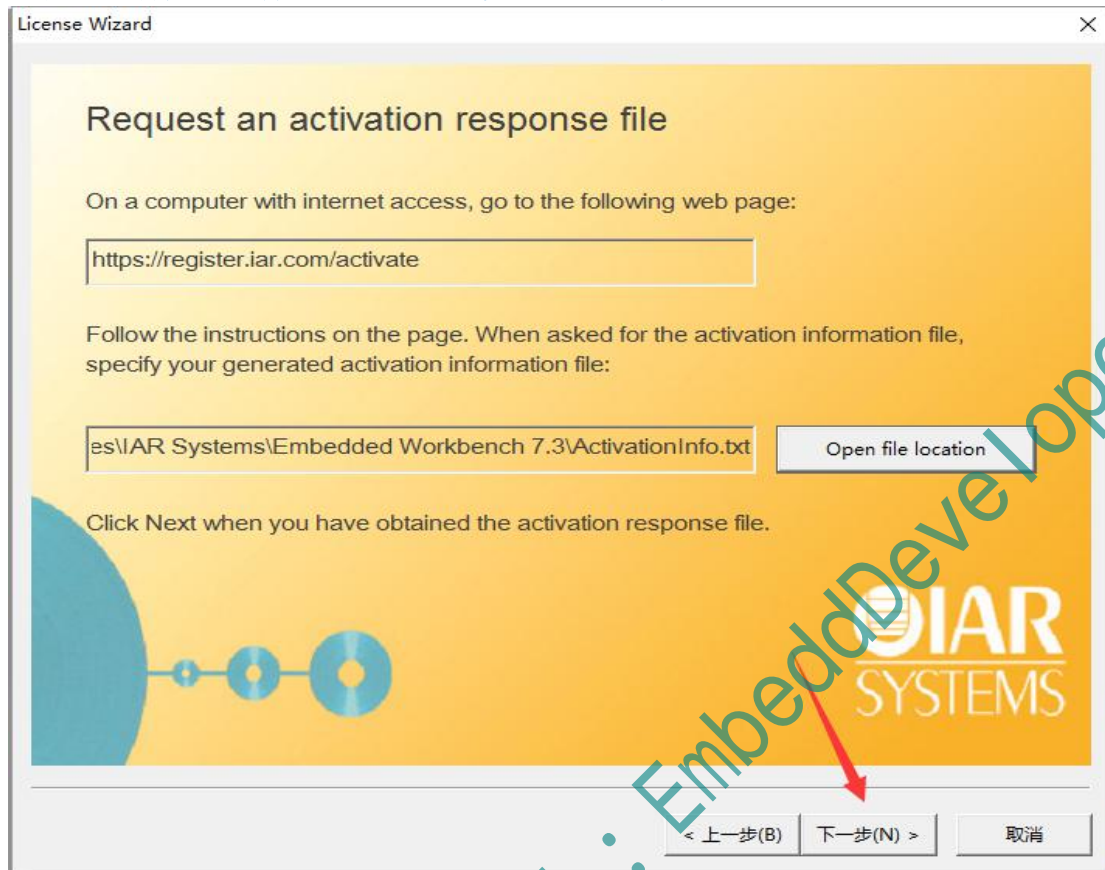 License Wizard
Request an activation response file
On a computer with internet access, go to the following web page:
https://register.iar.com/activate
Follow the instructions on the page. When asked for the activation information file,
specify your generated activation information file:
es\IAR Systems\Embedded Workbench 7.3\ActivationInfo.txt
Open file location
Click Next when you have obtained the activation response file.
IAR
SYSTEMS
: EmbeddDevelope
< 上一步(B)
下一步(N) >
取消